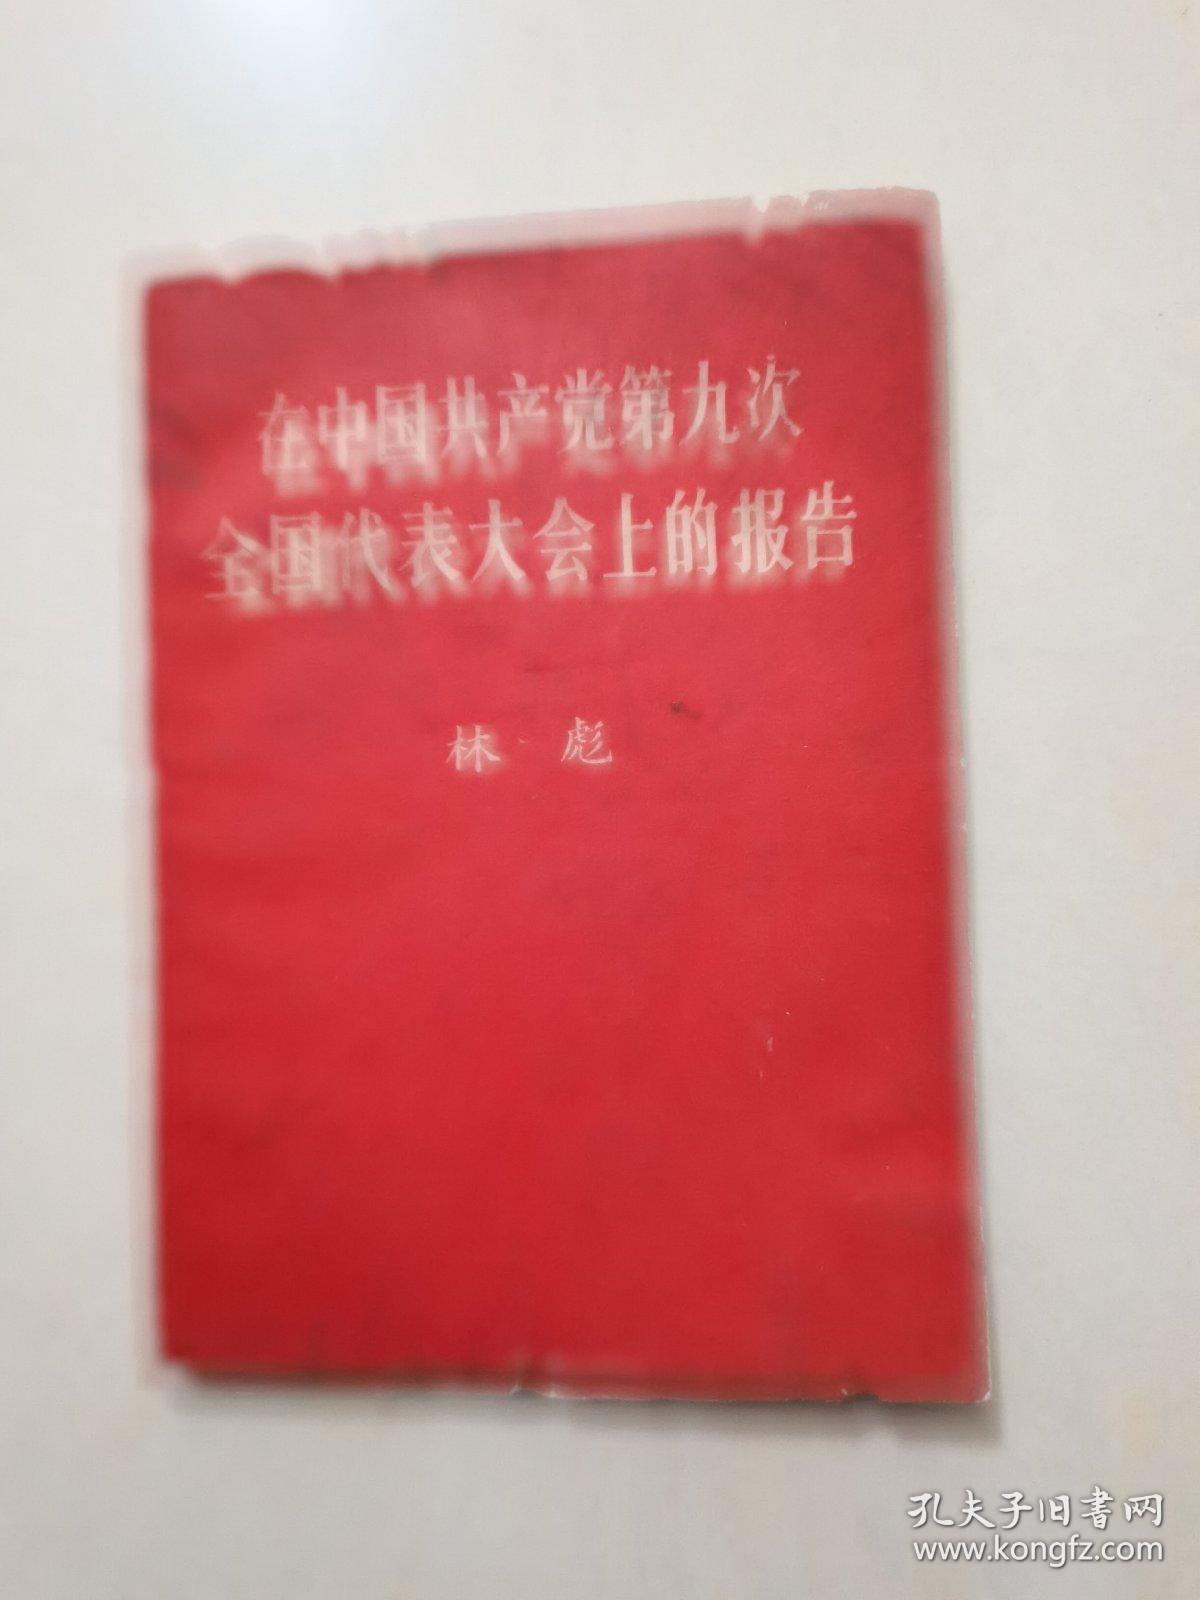 在中国共产党第九次
全国代表大会上的报告
林 彪
孔夫子旧书网
www.kongfz.com